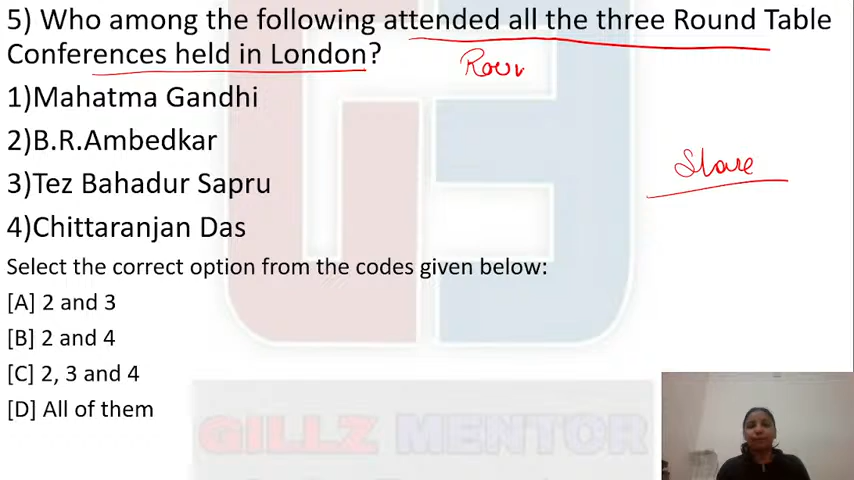 5) Who among the following attended all the three Round Table
Conferences held in London?
Rour
1)Mahatma Gandhi
2)B.R.Ambedkar
Share
3)Tez Bahadur Sapru
4)Chittaranjan Das
Select the correct option from the codes given below:
[A] 2 and 3
[B] 2 and 4
[C] 2, 3 and 4
[D] All of them
GILLZ MENTOR